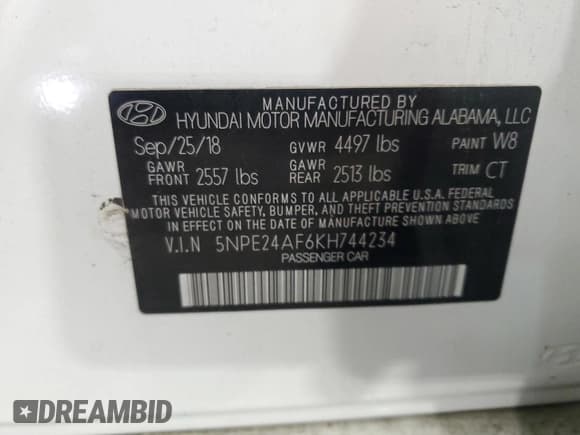 MANUFACTURED BY
HYUNDAI MOTOR MANUFACTURING ALABAMA, LLC
Sep/25/18 GVWR 4497 lbs PAINT W8
GAWR FRONT 2557 lbs GAWR REAR 2513 lbs TRIM CT
THIS VEHICLE CONFORMS TO ALL APPLICABLE U.S.A. FEDERAL
MOTOR VEHICLE SAFETY, BUMPER, AND THEFT PREVENTION STANDARDS
IN EFFECT ON THE DATE OF MANUFACTURE SHOWN ABOVE.
V.I.N 5NPE24AF6KH744234
PASSENGER CAR
DREAMBID